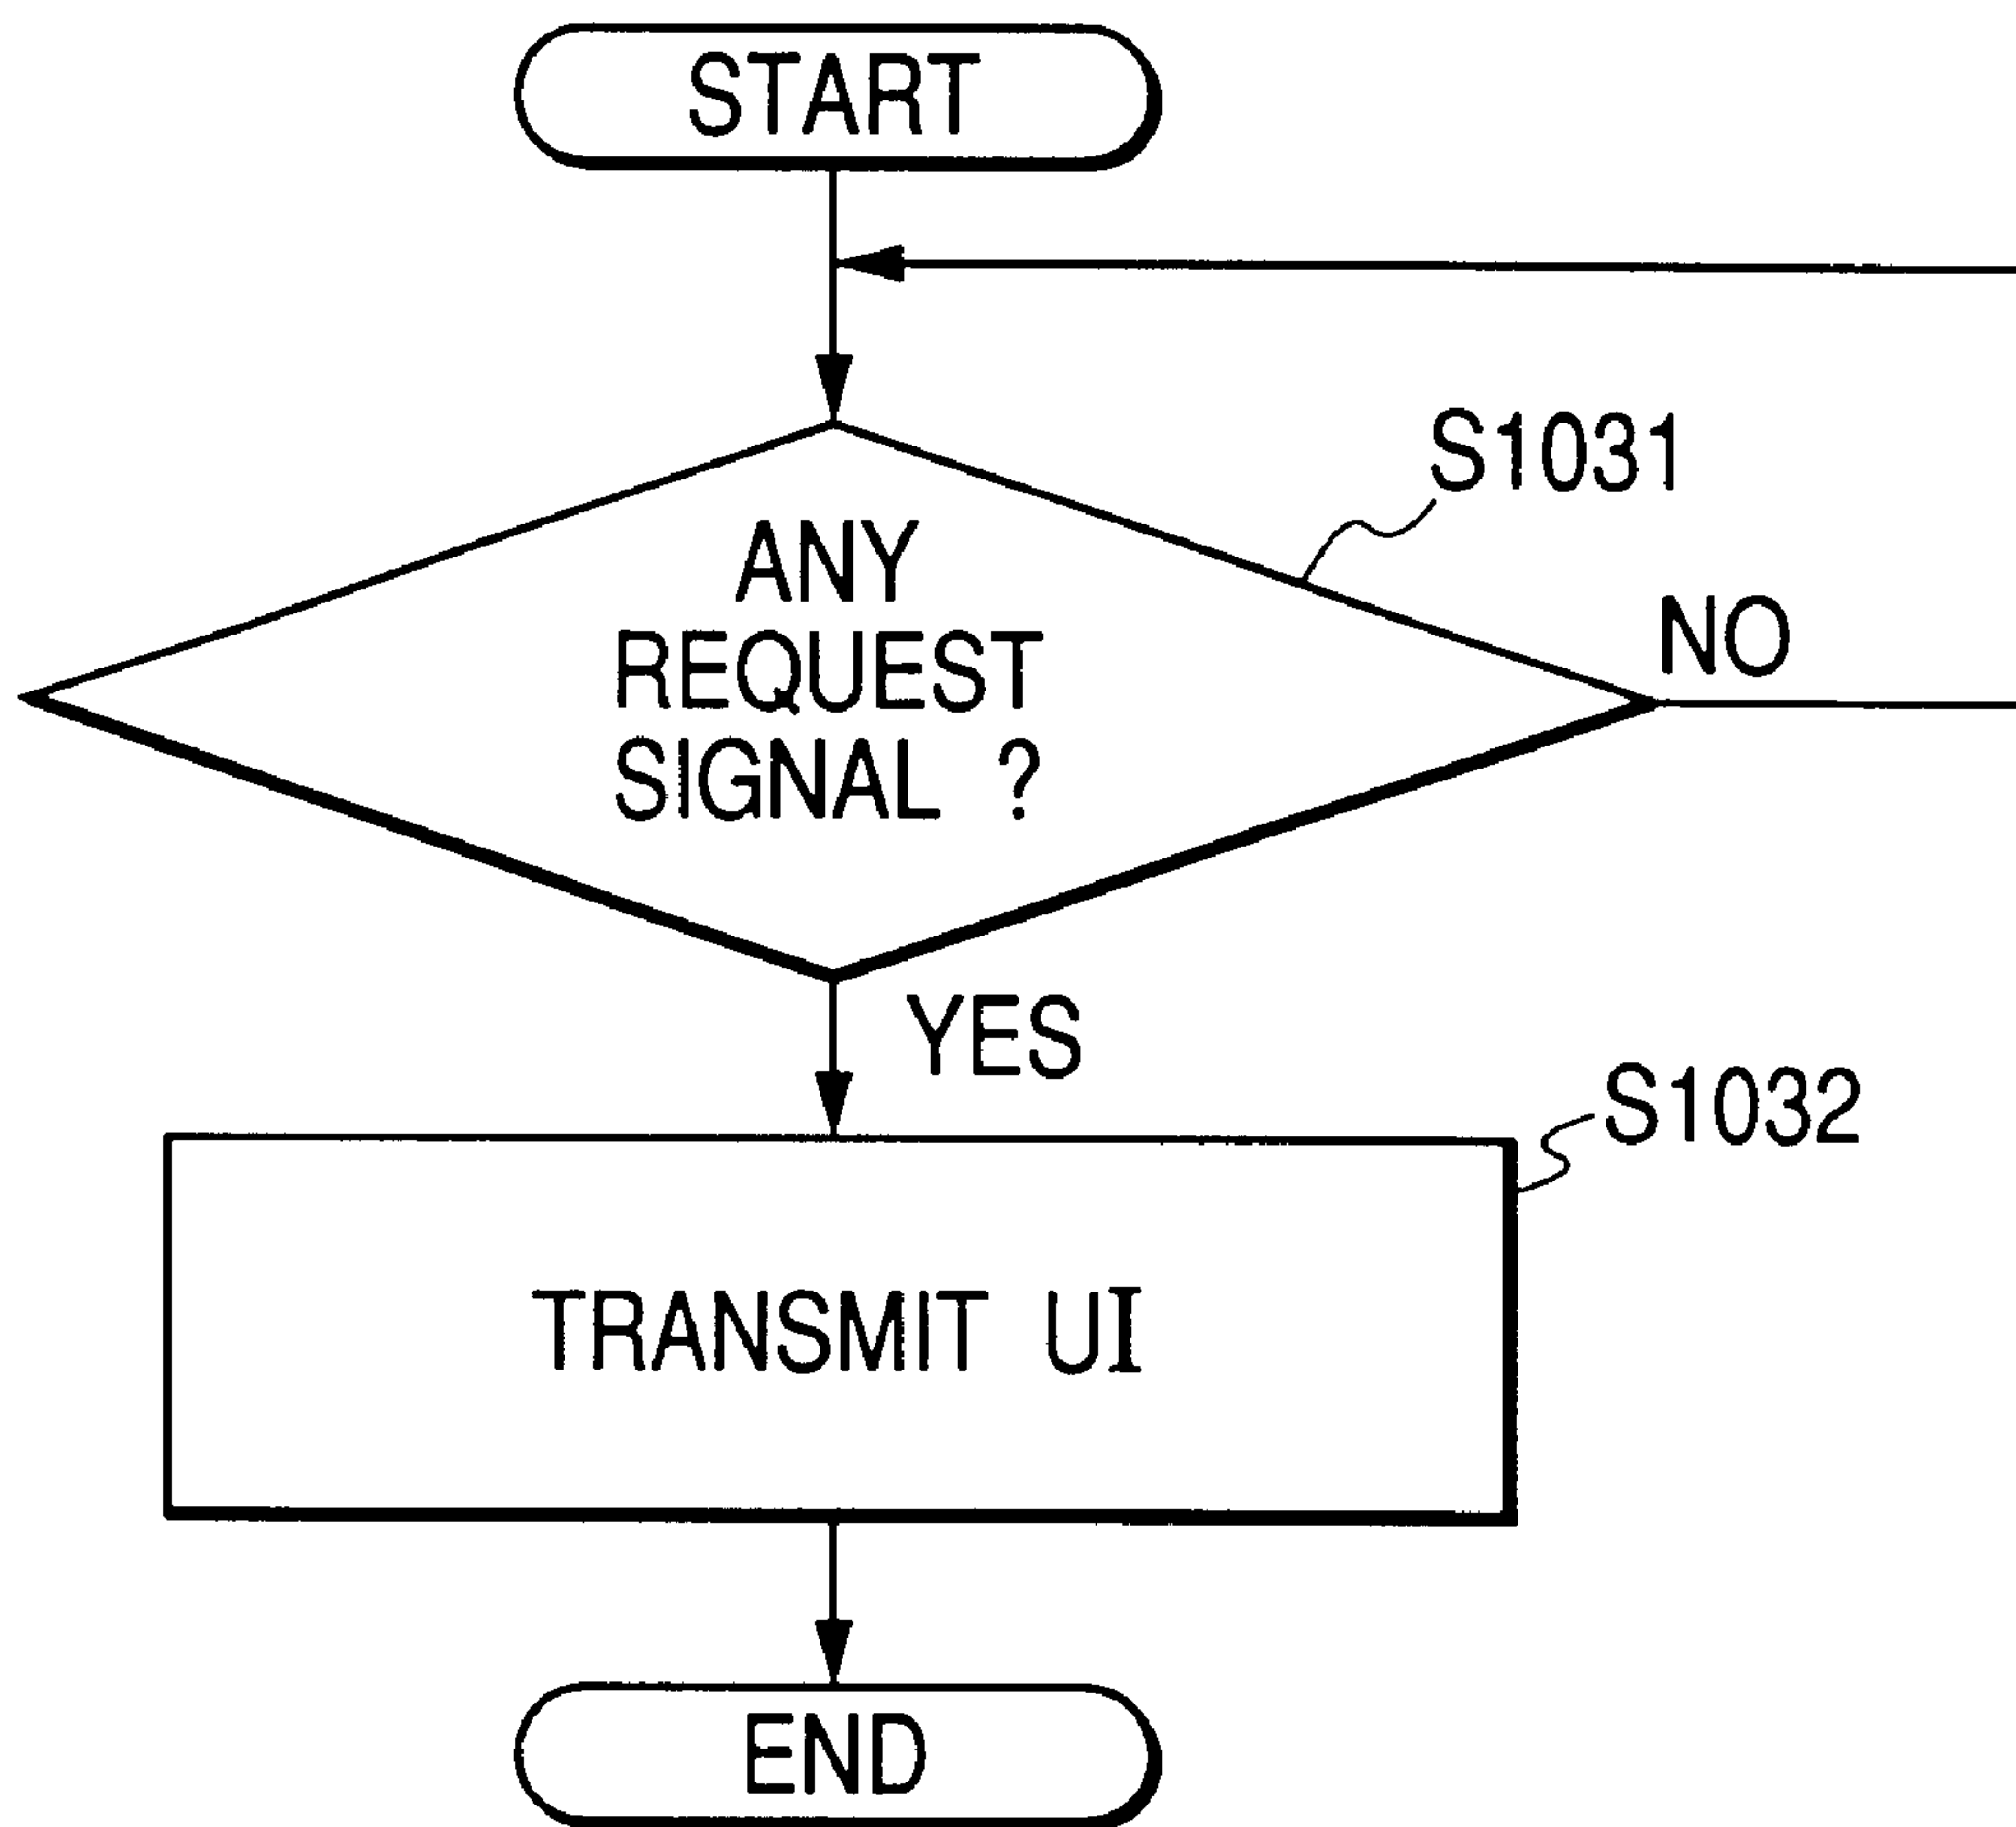 START
S1031
ANY
REQUEST
SIGNAL ?
NO
YES
S1032
TRANSMIT UI
END